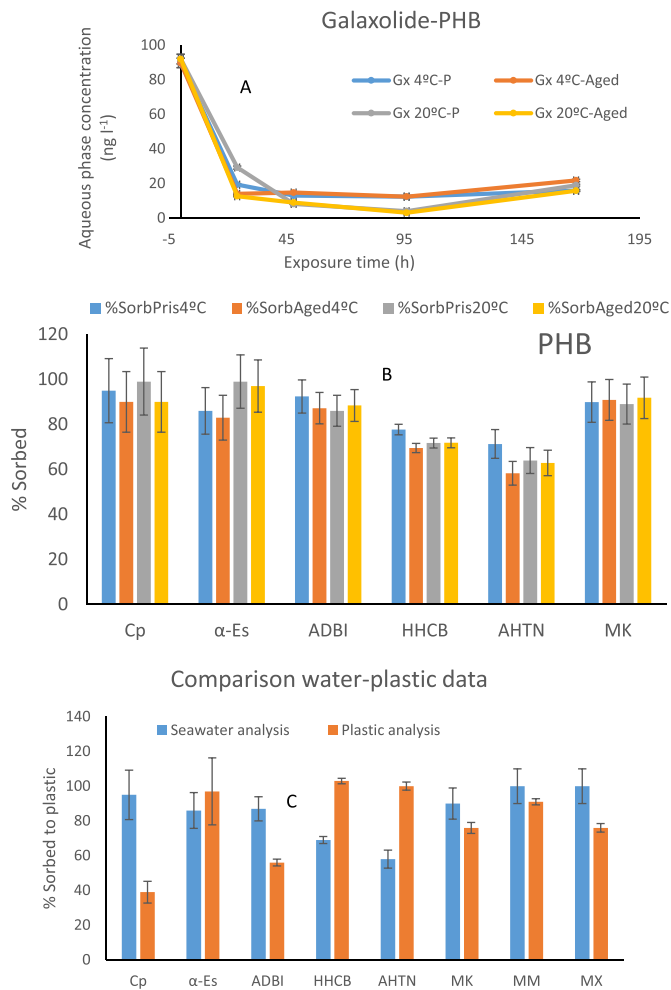 Galaxolide-PHB
Aqueous phase concentration
(ng l-1)
100
80
60
40
20
0
A
Gx 4ºC-P
Gx 4ºC-Aged
Gx 20ºC-P
Gx 20ºC-Aged
-5
45
95
145
195
Exposure time (h)
%SorbPris4ºC
%SorbAged4ºC
%SorbPris20ºC
%SorbAged20ºC
PHB
B
% Sorbed
120
100
80
60
40
20
0
Cp
α-Es
ADBI
HHCB
AHTN
MK
Comparison water-plastic data
Seawater analysis
Plastic analysis
C
% Sorbed to plastic
140
120
100
80
60
40
20
0
Cp
α-Es
ADBI
HHCB
AHTN
MK
MM
MX